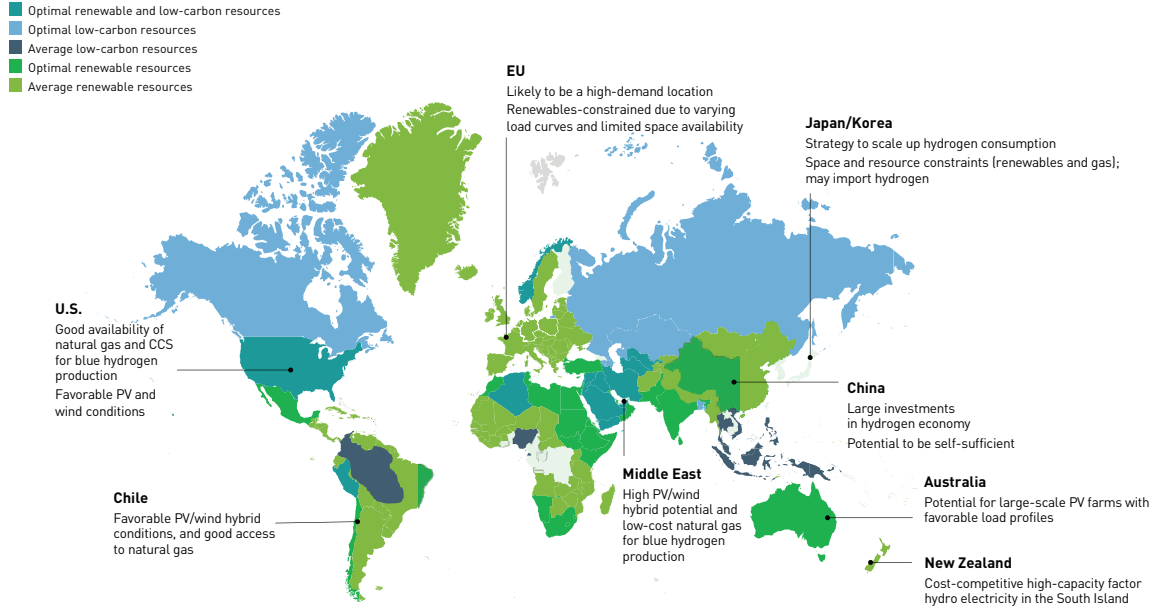 Optimal renewable and low-carbon resources
Optimal low-carbon resources
Average low-carbon resources
Optimal renewable resources
Average renewable resources
EU
Likely to be a high-demand location
Renewables-constrained due to varying
load curves and limited space availability
Japan/Korea
Strategy to scale up hydrogen consumption
Space and resource constraints (renewables and gas);
may import hydrogen
U.S.
Good availability of
natural gas and CCS
for blue hydrogen
production
Favorable PV and
wind conditions
China
Large investments
in hydrogen economy
Potential to be self-sufficient
Middle East
High PV/wind
hybrid potential and
low-cost natural gas
for blue hydrogen
production
Chile
Favorable PV/wind hybrid
conditions, and good access
to natural gas
Australia
Potential for large-scale PV farms with
favorable load profiles
New Zealand
Cost-competitive high-capacity factor
hydro electricity in the South Island